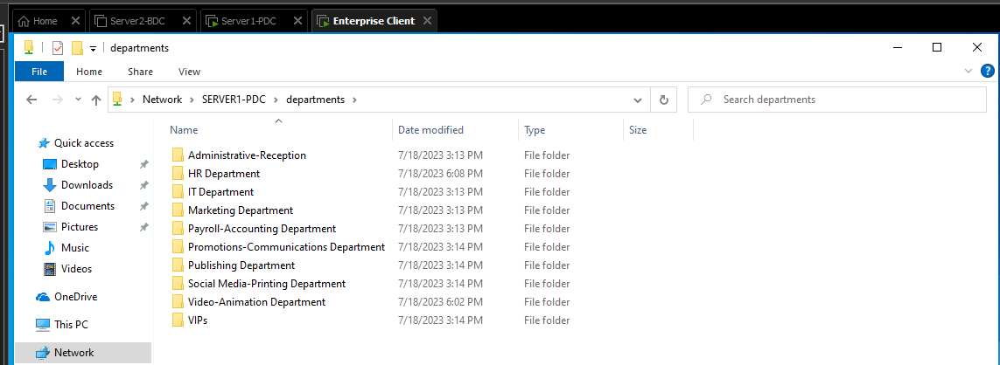 Home Server2-BDC Server1-PDC Enterprise Client
departments
File Home Share View
Network SERVER1-PDC departments Search departments
Name Date modified Type Size
Quick access
Desktop
Downloads
Documents
Pictures
Music
Videos
OneDrive
This PC
Network
Administrative-Reception 7/18/2023 3:13 PM File folder
HR Department 7/18/2023 6:08 PM File folder
IT Department 7/18/2023 3:13 PM File folder
Marketing Department 7/18/2023 3:13 PM File folder
Payroll-Accounting Department 7/18/2023 3:13 PM File folder
Promotions-Communications Department 7/18/2023 3:14 PM File folder
Publishing Department 7/18/2023 3:14 PM File folder
Social Media-Printing Department 7/18/2023 3:14 PM File folder
Video-Animation Department 7/18/2023 6:02 PM File folder
VIPs 7/18/2023 3:14 PM File folder